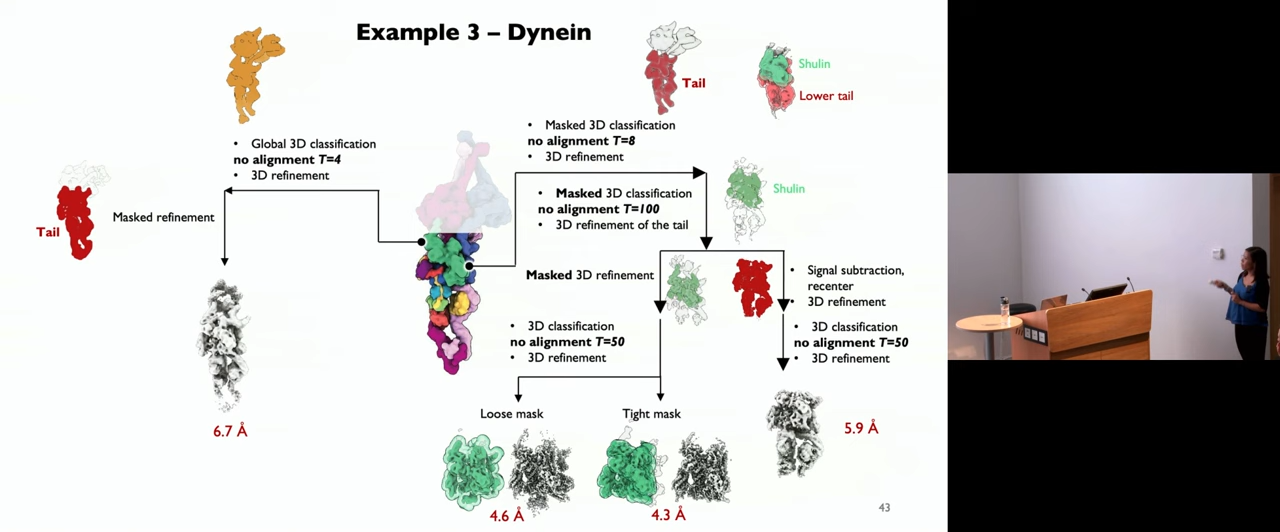 Example 3 – Dynein
Tail
Shulin
Lower tail
• Global 3D classification
no alignment T=4
• 3D refinement
• Masked 3D classification
no alignment T=8
• 3D refinement
• Masked 3D classification
no alignment T=100
• 3D refinement of the tail
Shulin
Tail
Masked refinement
Masked 3D refinement
• Signal subtraction,
recenter
• 3D refinement
• 3D classification
no alignment T=50
• 3D refinement
• 3D classification
no alignment T=50
• 3D refinement
Loose mask
Tight mask
6.7 Å
5.9 Å
4.6 Å
4.3 Å
43